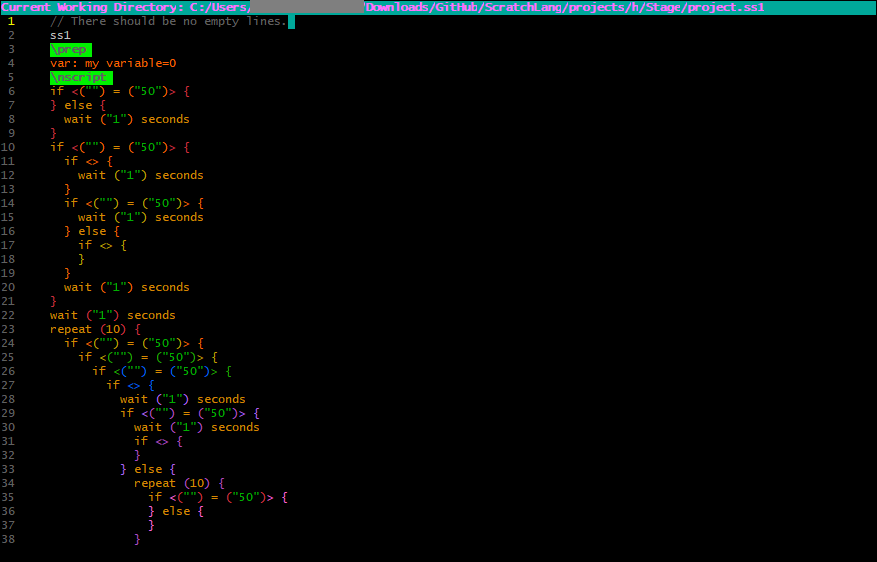 Current Working Directory: C:/Users/ /Downloads/GitHub/ScratchLang/projects/h/Stage/project.ss1
1 // There should be no empty lines.
2 ss1
3 \prep
4 var: my variable=0
5 \nscript
6 if <("") = ("50")> {
7 } else {
8 wait ("1") seconds
9 }
10 if <("") = ("50")> {
11 if <> {
12 wait ("1") seconds
13 }
14 if <("") = ("50")> {
15 wait ("1") seconds
16 } else {
17 if <> {
18 }
19 }
20 wait ("1") seconds
21 }
22 wait ("1") seconds
23 repeat (10) {
24 if <("") = ("50")> {
25 if <("") = ("50")> {
26 if <("") = ("50")> {
27 if <> {
28 wait ("1") seconds
29 if <("") = ("50")> {
30 wait ("1") seconds
31 if <> {
32 }
33 } else {
34 repeat (10) {
35 if <("") = ("50")> {
36 } else {
37 }
38 }